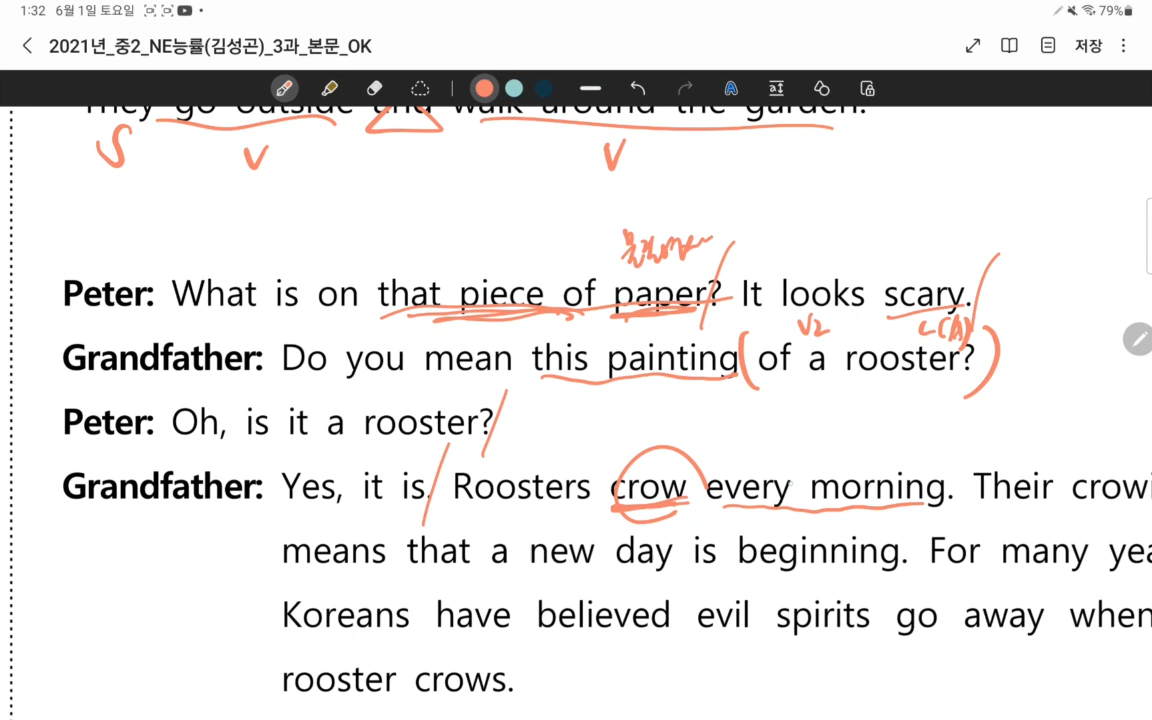 1:32 6월 1일 토요일
79%
2021년_중2_NE능률(김성곤)_3과_본문_OK
저장
They go outside and walk around the garden.
S V V
Peter: What is on that piece of paper? It looks scary.
V2
Grandfather: Do you mean this painting (of a rooster?)
Peter: Oh, is it a rooster?
Grandfather: Yes, it is. Roosters crow every morning. Their crowi
means that a new day is beginning. For many yea
Koreans have believed evil spirits go away when
rooster crows.